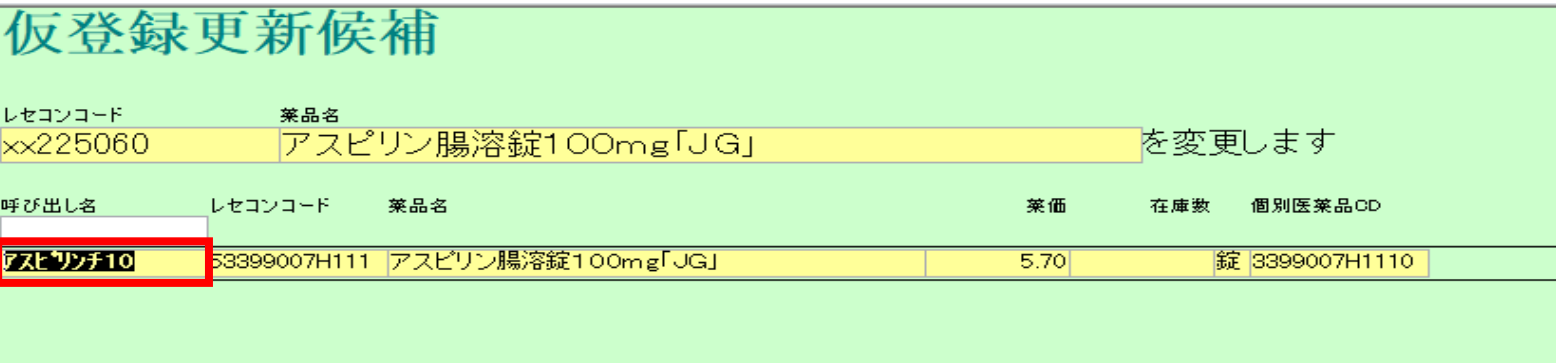 仮登録更新候補
レセコンコード 薬品名
xx225060 アスピリン腸溶錠100mg「JG」 を変更します
呼び出し名 レセコンコード 薬品名 薬価 在庫数 個別医薬品CD
ｱｽﾋﾟﾘﾝﾁ10 53399007H111 アスピリン腸溶錠100mg「JG」 5.70 錠 3399007H1110